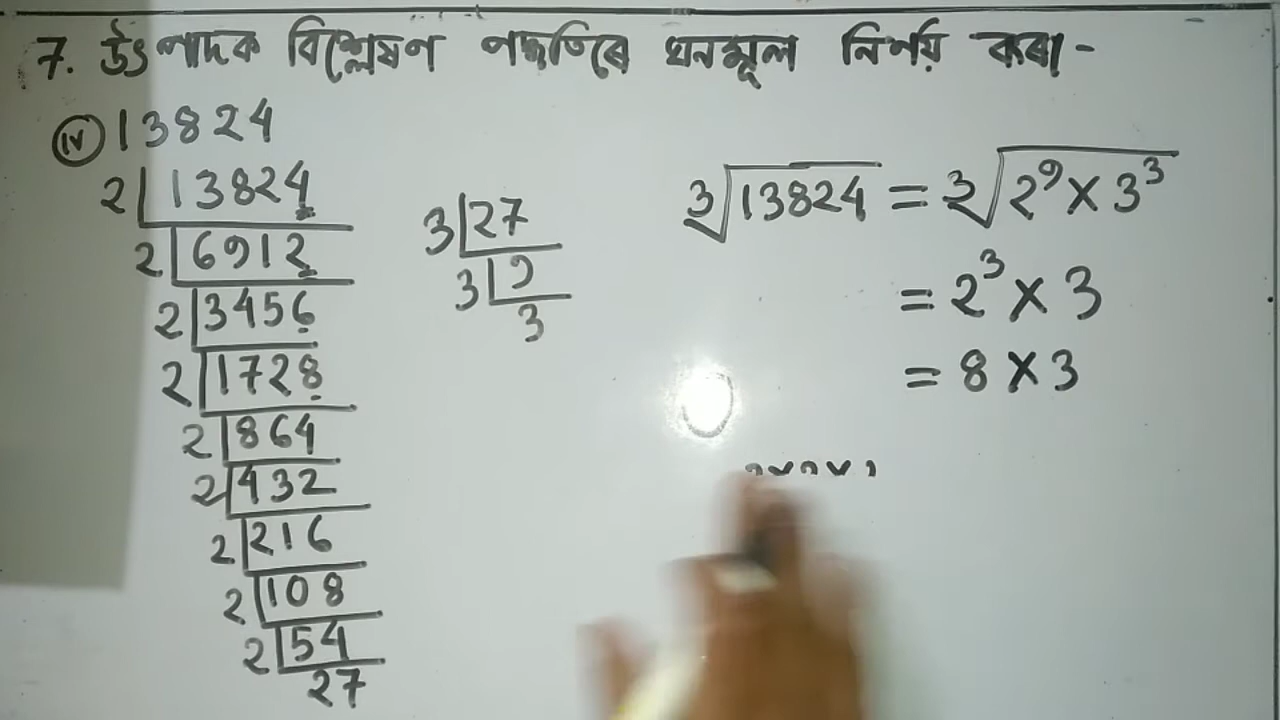 7. উৎপাদক বিশ্লেষণ পদ্ধতিৰে ঘনমূল নিৰ্ণয় কৰা-
(iv) 13824
2 | 13824
2 | 6912
2 | 3456
2 | 1728
2 | 864
2 | 432
2 | 216
2 | 108
2 | 54
27
3 | 27
3 | 9
3
∛13824 = ∛2⁹ × 3³
= 2³ × 3
= 8 × 3